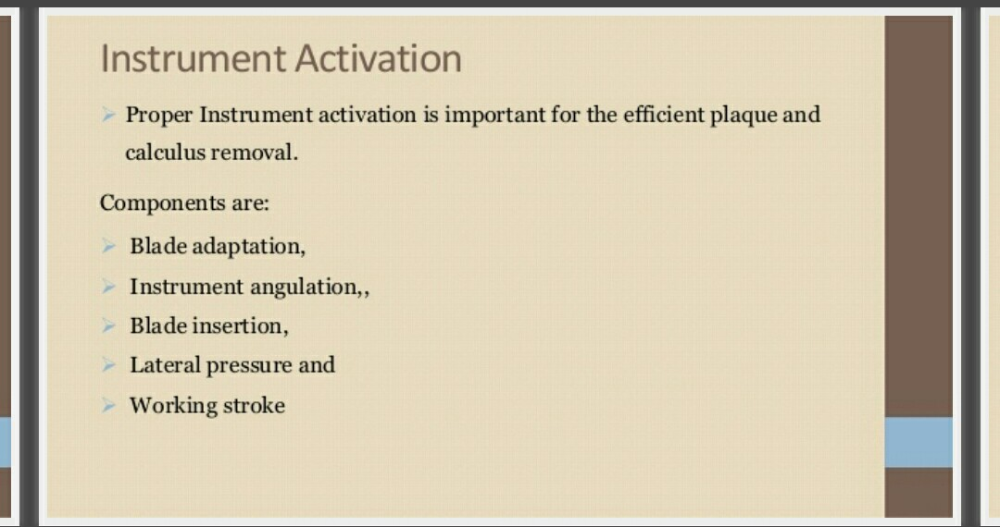 Instrument Activation
Proper Instrument activation is important for the efficient plaque and
calculus removal.
Components are:
Blade adaptation,
Instrument angulation,,
Blade insertion,
Lateral pressure and
Working stroke